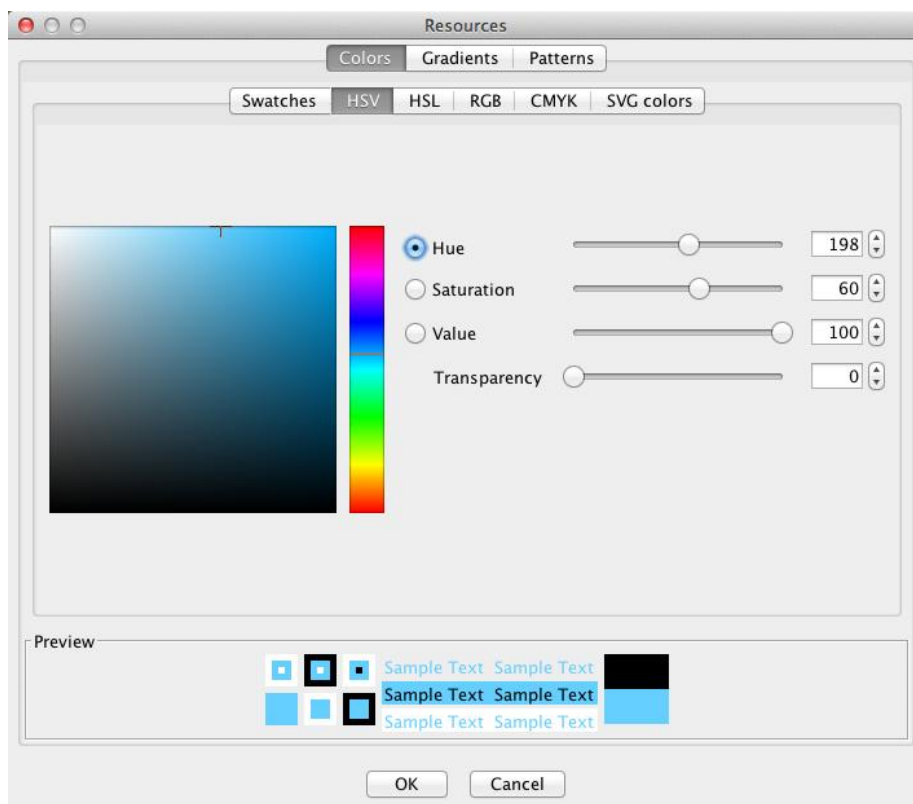 Resources
Colors Gradients Patterns
Swatches HSV HSL RGB CMYK SVG colors
Hue 198
Saturation 60
Value 100
Transparency 0
Preview
Sample Text Sample Text
Sample Text Sample Text
Sample Text Sample Text
OK Cancel